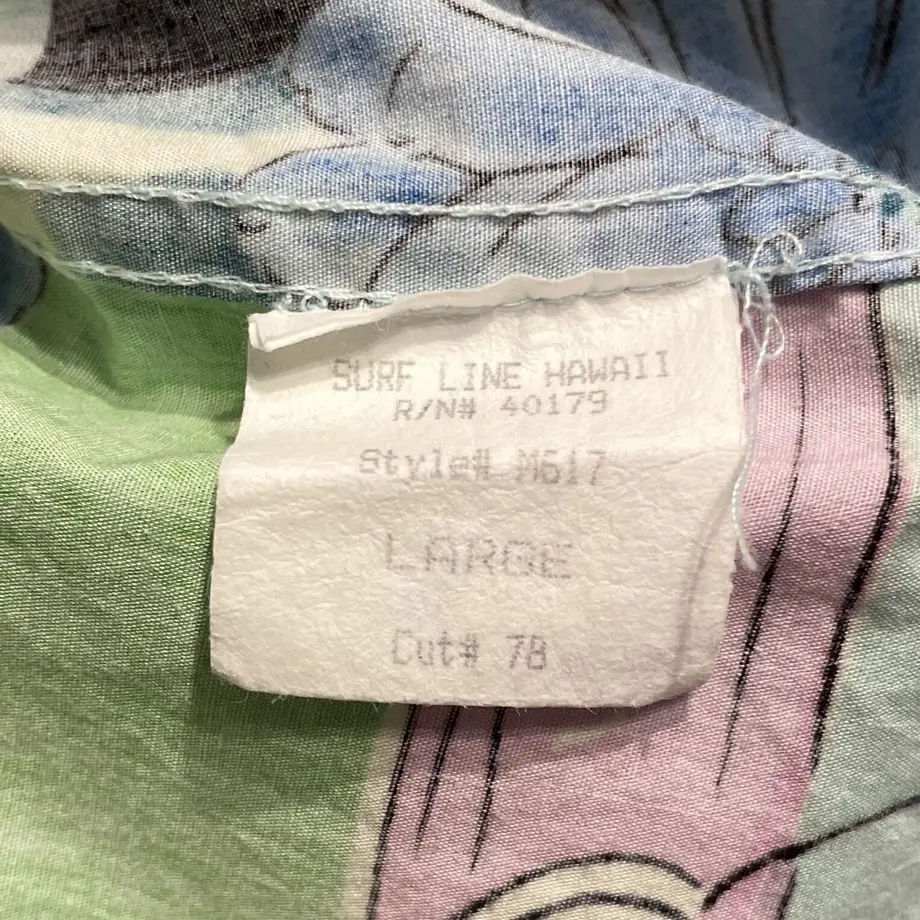 SURF LINE HAWAII
R/N# 40179
Style# M617
LARGE
Cut# 78